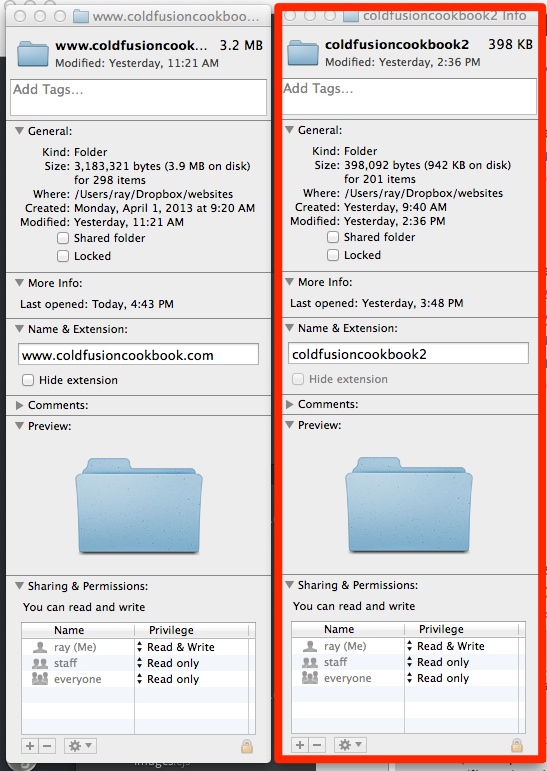 www.coldfusioncookboo...
www.coldfusioncook... 3.2 MB
Modified: Yesterday, 11:21 AM
Add Tags...
General:
Kind: Folder
Size: 3,183,321 bytes (3.9 MB on disk)
for 298 items
Where: /Users/ray/Dropbox/websites
Created: Monday, April 1, 2013 at 9:20 AM
Modified: Yesterday, 11:21 AM
Shared folder
Locked
More Info:
Last opened: Today, 4:43 PM
Name & Extension:
www.coldfusioncookbook.com
Hide extension
Comments:
Preview:
Sharing & Permissions:
You can read and write
Name Privilege
ray (Me) Read & Write
staff Read only
everyone Read only
coldfusioncookbook2 Info
coldfusioncookbook2 398 KB
Modified: Yesterday, 2:36 PM
Add Tags...
General:
Kind: Folder
Size: 398,092 bytes (942 KB on disk)
for 201 items
Where: /Users/ray/Dropbox/websites
Created: Yesterday, 9:40 AM
Modified: Yesterday, 2:36 PM
Shared folder
Locked
More Info:
Last opened: Yesterday, 3:48 PM
Name & Extension:
coldfusioncookbook2
Hide extension
Comments:
Preview:
Sharing & Permissions:
You can read and write
Name Privilege
ray (Me) Read & Write
staff Read only
everyone Read only